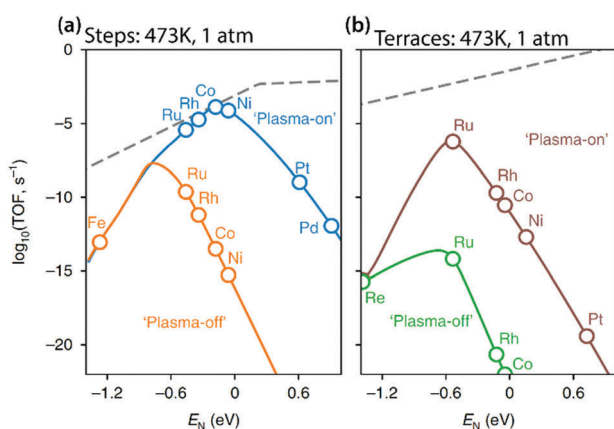 (a) Steps: 473K, 1 atm
(b) Terraces: 473K, 1 atm
log₁₀(TOF, s⁻¹)
0
−5
−10
−15
−20
Fe
Ru
Rh
Co
Ni
'Plasma-on'
Pt
Pd
Ru
Rh
Co
Ni
'Plasma-off'
−1.2
−0.6
0
0.6
E_N (eV)
Ru
'Plasma-on'
Rh
Co
Ni
Pt
Re
Ru
'Plasma-off'
Rh
Co
−1.2
−0.6
0
0.6
E_N (eV)